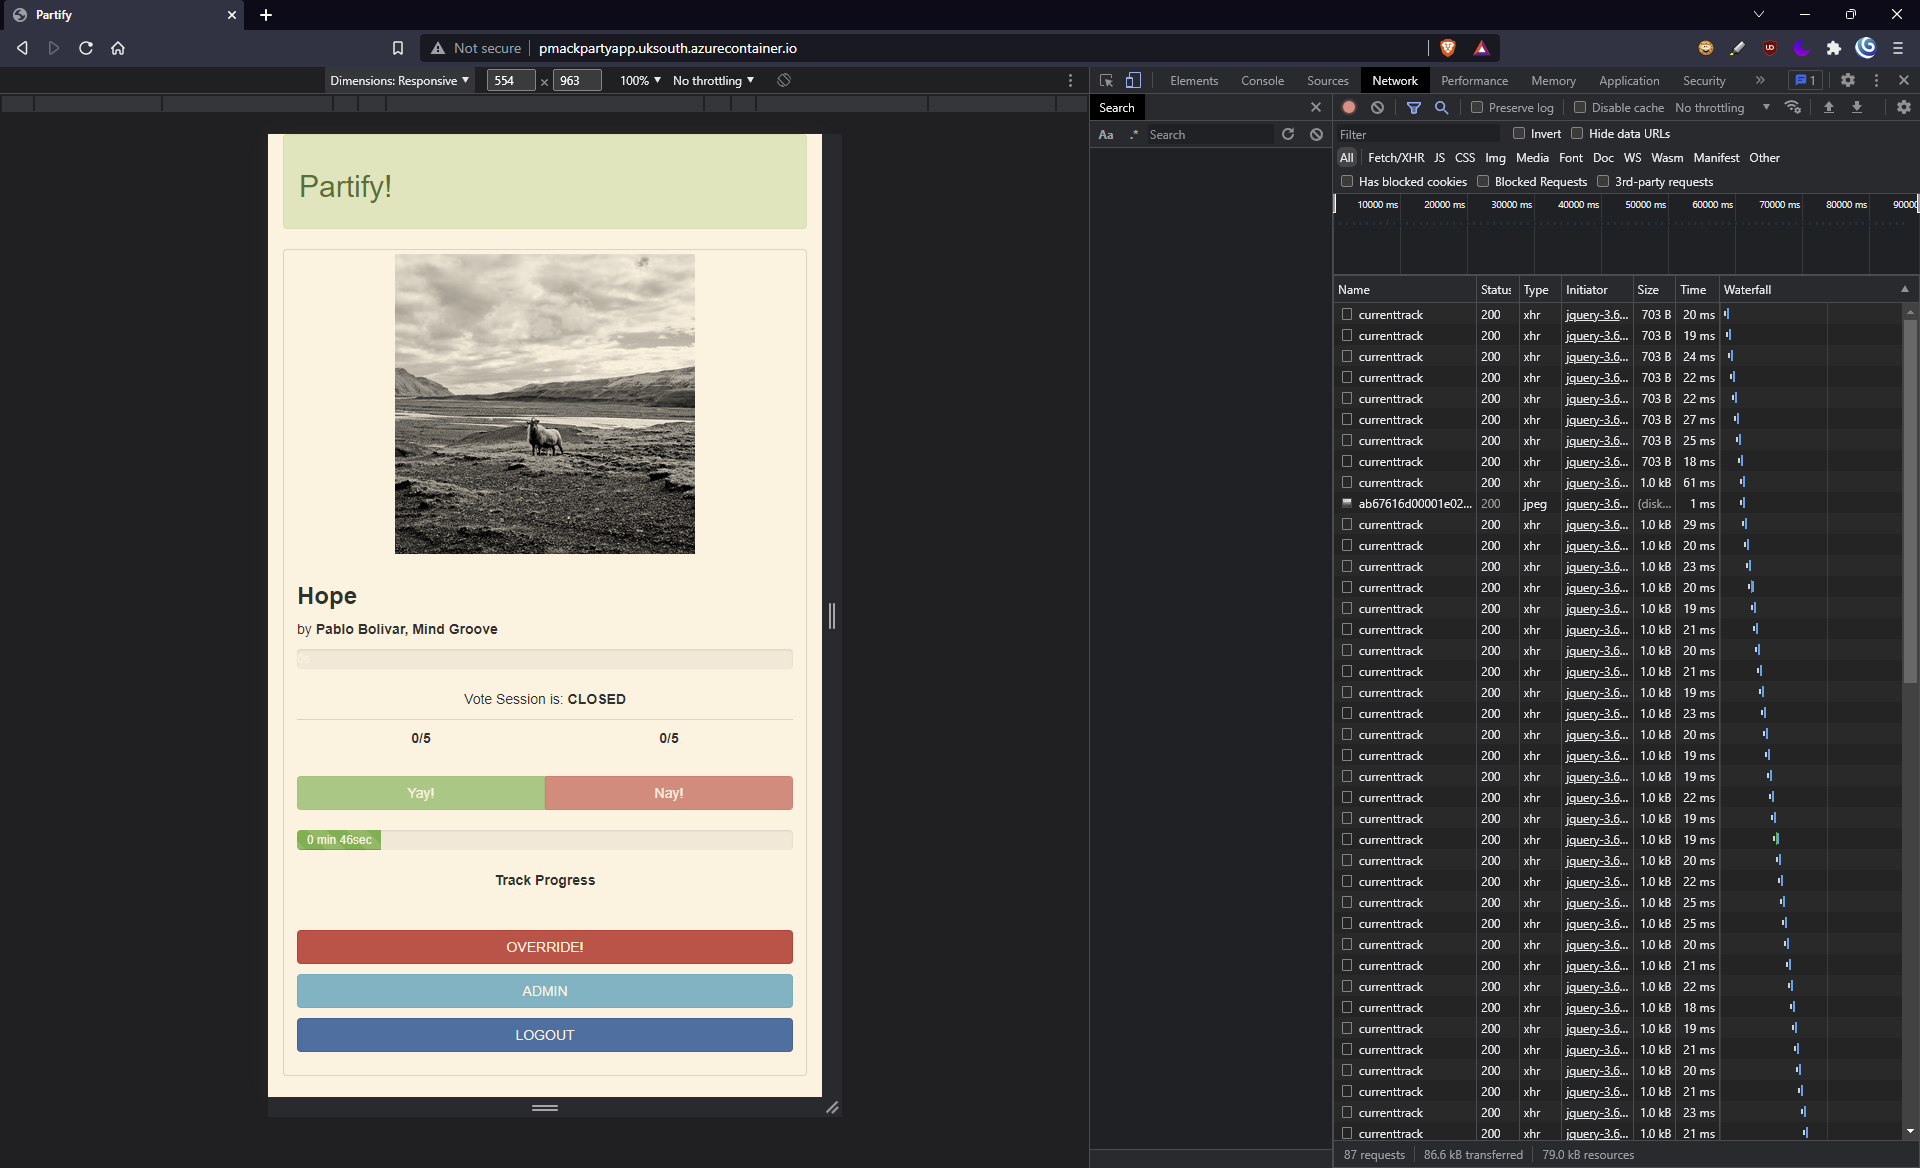 Partify
Not secure
pmackpartyapp.uksouth.azurecontainer.io
UD
Dimensions: Responsive
554 × 963
100%
No throttling
Elements Console Sources Network Performance Memory Application Security » 1
Search
Aa .* Search
Preserve log Disable cache No throttling
Filter Invert Hide data URLs
All Fetch/XHR JS CSS Img Media Font Doc WS Wasm Manifest Other
Has blocked cookies Blocked Requests 3rd-party requests
10000 ms 20000 ms 30000 ms 40000 ms 50000 ms 60000 ms 70000 ms 80000 ms 90000
Name Status Type Initiator Size Time Waterfall
currenttrack 200 xhr jquery-3.6... 703 B 20 ms
currenttrack 200 xhr jquery-3.6... 703 B 19 ms
currenttrack 200 xhr jquery-3.6... 703 B 24 ms
currenttrack 200 xhr jquery-3.6... 703 B 22 ms
currenttrack 200 xhr jquery-3.6... 703 B 22 ms
currenttrack 200 xhr jquery-3.6... 703 B 27 ms
currenttrack 200 xhr jquery-3.6... 703 B 25 ms
currenttrack 200 xhr jquery-3.6... 703 B 18 ms
currenttrack 200 xhr jquery-3.6... 1.0 kB 61 ms
ab67616d00001e02... 200 jpeg jquery-3.6... (disk... 1 ms
currenttrack 200 xhr jquery-3.6... 1.0 kB 29 ms
currenttrack 200 xhr jquery-3.6... 1.0 kB 20 ms
currenttrack 200 xhr jquery-3.6... 1.0 kB 23 ms
currenttrack 200 xhr jquery-3.6... 1.0 kB 20 ms
currenttrack 200 xhr jquery-3.6... 1.0 kB 19 ms
currenttrack 200 xhr jquery-3.6... 1.0 kB 21 ms
currenttrack 200 xhr jquery-3.6... 1.0 kB 20 ms
currenttrack 200 xhr jquery-3.6... 1.0 kB 21 ms
currenttrack 200 xhr jquery-3.6... 1.0 kB 19 ms
currenttrack 200 xhr jquery-3.6... 1.0 kB 23 ms
currenttrack 200 xhr jquery-3.6... 1.0 kB 20 ms
currenttrack 200 xhr jquery-3.6... 1.0 kB 19 ms
currenttrack 200 xhr jquery-3.6... 1.0 kB 19 ms
currenttrack 200 xhr jquery-3.6... 1.0 kB 22 ms
currenttrack 200 xhr jquery-3.6... 1.0 kB 19 ms
currenttrack 200 xhr jquery-3.6... 1.0 kB 19 ms
currenttrack 200 xhr jquery-3.6... 1.0 kB 20 ms
currenttrack 200 xhr jquery-3.6... 1.0 kB 22 ms
currenttrack 200 xhr jquery-3.6... 1.0 kB 25 ms
currenttrack 200 xhr jquery-3.6... 1.0 kB 25 ms
currenttrack 200 xhr jquery-3.6... 1.0 kB 20 ms
currenttrack 200 xhr jquery-3.6... 1.0 kB 21 ms
currenttrack 200 xhr jquery-3.6... 1.0 kB 22 ms
currenttrack 200 xhr jquery-3.6... 1.0 kB 18 ms
currenttrack 200 xhr jquery-3.6... 1.0 kB 19 ms
currenttrack 200 xhr jquery-3.6... 1.0 kB 21 ms
currenttrack 200 xhr jquery-3.6... 1.0 kB 20 ms
currenttrack 200 xhr jquery-3.6... 1.0 kB 21 ms
currenttrack 200 xhr jquery-3.6... 1.0 kB 23 ms
currenttrack 200 xhr jquery-3.6... 1.0 kB 21 ms
87 requests 86.6 kB transferred 79.0 kB resources
Partify!
Hope
by Pablo Bolivar, Mind Groove
Vote Session is: CLOSED
0/5 0/5
Yay! Nay!
0 min 46sec
Track Progress
OVERRIDE!
ADMIN
LOGOUT